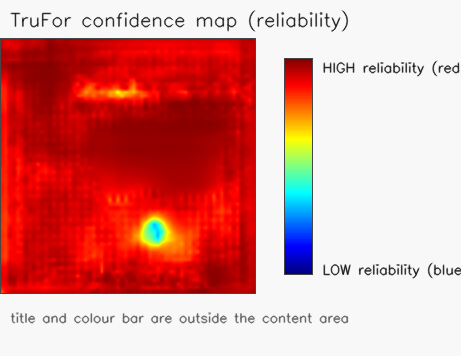 TruFor confidence map (reliability)
HIGH reliability (red
LOW reliability (blue
title and colour bar are outside the content area